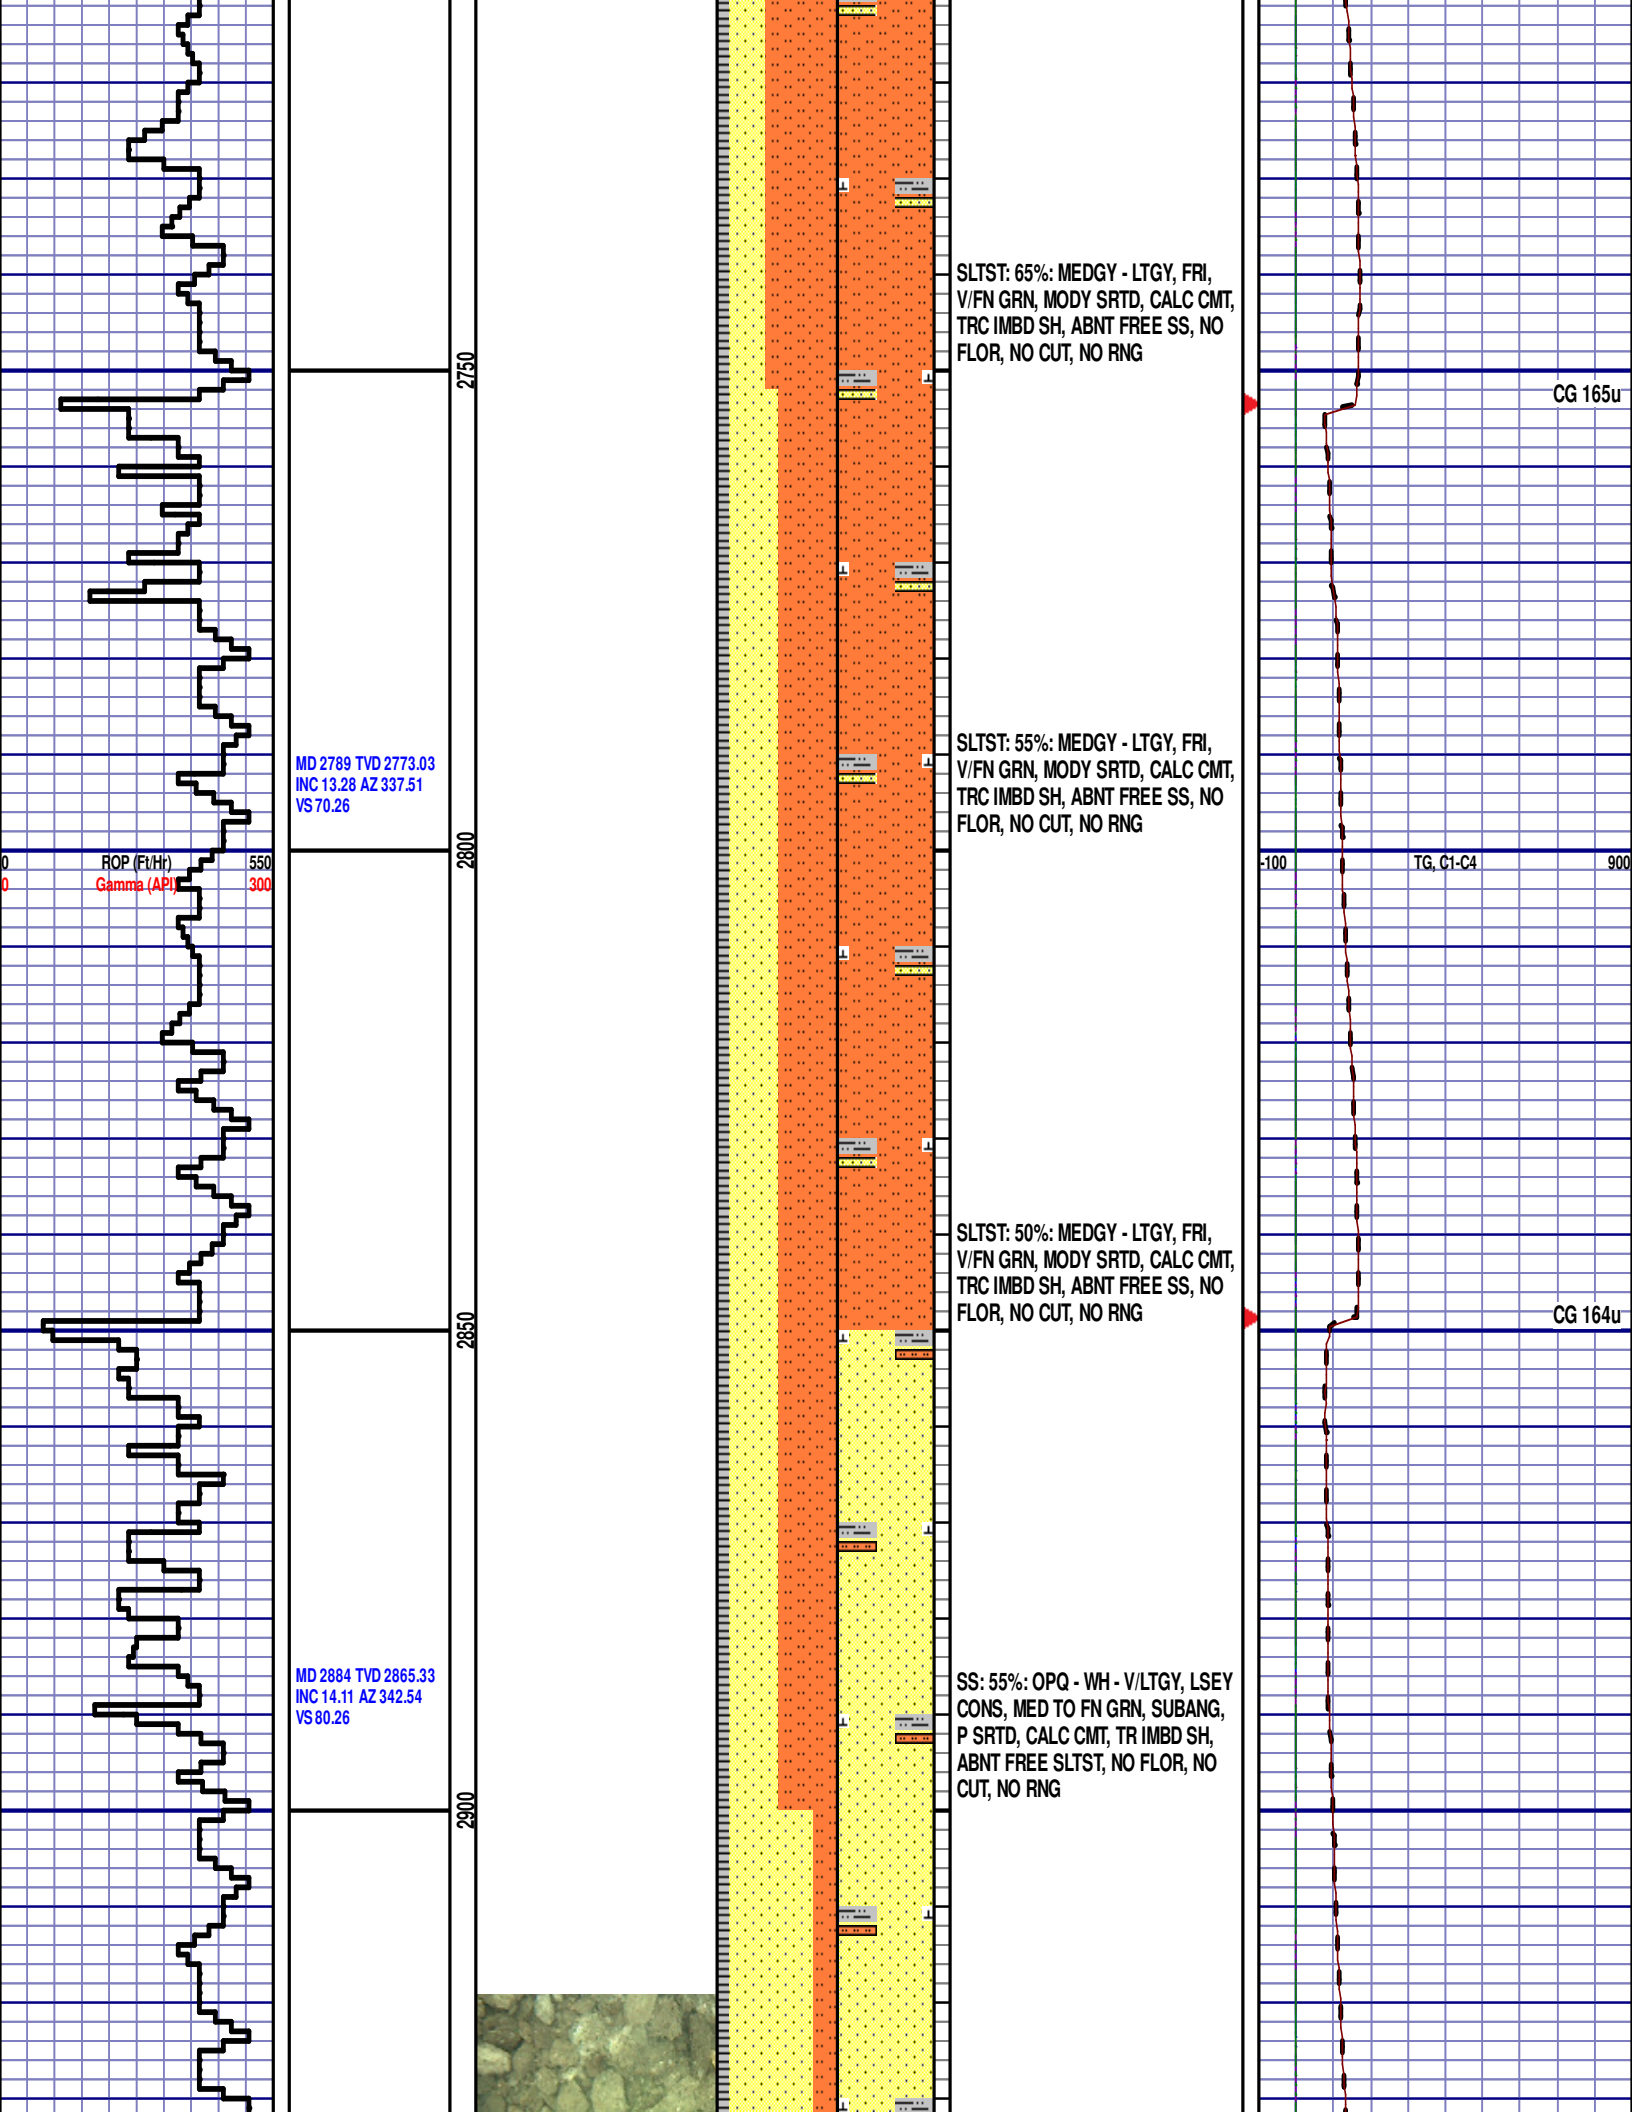 SLTST: 65%: MEDGY - LTGY, FRI,
V/FN GRN, MODY SRTD, CALC CMT,
TRC IMBD SH, ABNT FREE SS, NO
FLOR, NO CUT, NO RNG
2750
CG 165u
SLTST: 55%: MEDGY - LTGY, FRI,
V/FN GRN, MODY SRTD, CALC CMT,
TRC IMBD SH, ABNT FREE SS, NO
FLOR, NO CUT, NO RNG
MD 2789 TVD 2773.03
INC 13.28 AZ 337.51
VS 70.26
2800
0 ROP (Ft/Hr) 550
0 Gamma (API) 300
-100 TG, C1-C4 900
SLTST: 50%: MEDGY - LTGY, FRI,
V/FN GRN, MODY SRTD, CALC CMT,
TRC IMBD SH, ABNT FREE SS, NO
FLOR, NO CUT, NO RNG
2850
CG 164u
MD 2884 TVD 2865.33
INC 14.11 AZ 342.54
VS 80.26
SS: 55%: OPQ - WH - V/LTGY, LSEY
CONS, MED TO FN GRN, SUBANG,
P SRTD, CALC CMT, TR IMBD SH,
ABNT FREE SLTST, NO FLOR, NO
CUT, NO RNG
2900